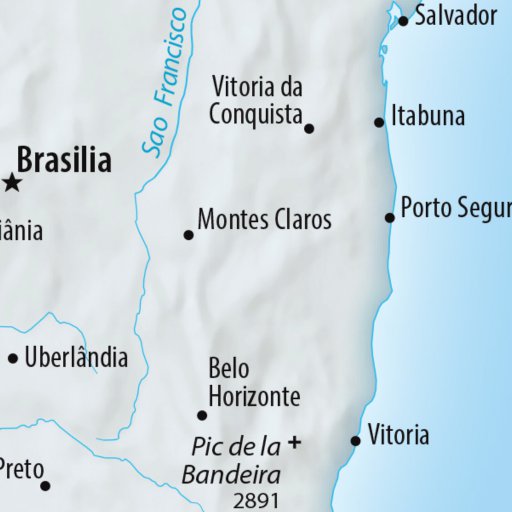 Salvador
Sao Francisco
Vitoria da
Conquista
Itabuna
Brasilia
Porto Segur
iânia
Montes Claros
Uberlândia
Belo
Horizonte
Vitoria
Pic de la
Bandeira
2891
Preto